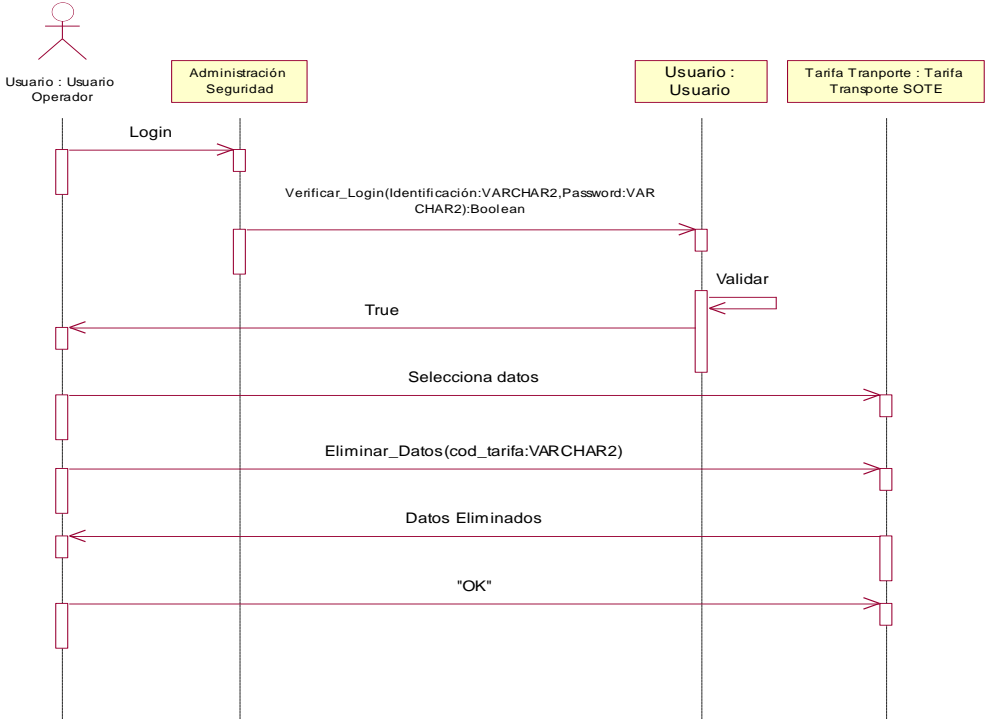 Usuario : Usuario
Operador
Administración
Seguridad
Usuario :
Usuario
Tarifa Tranporte : Tarifa
Transporte SOTE
Login
Verificar_Login(Identificación:VARCHAR2,Password:VAR
CHAR2):Boolean
Validar
True
Selecciona datos
Eliminar_Datos(cod_tarifa:VARCHAR2)
Datos Eliminados
"OK"